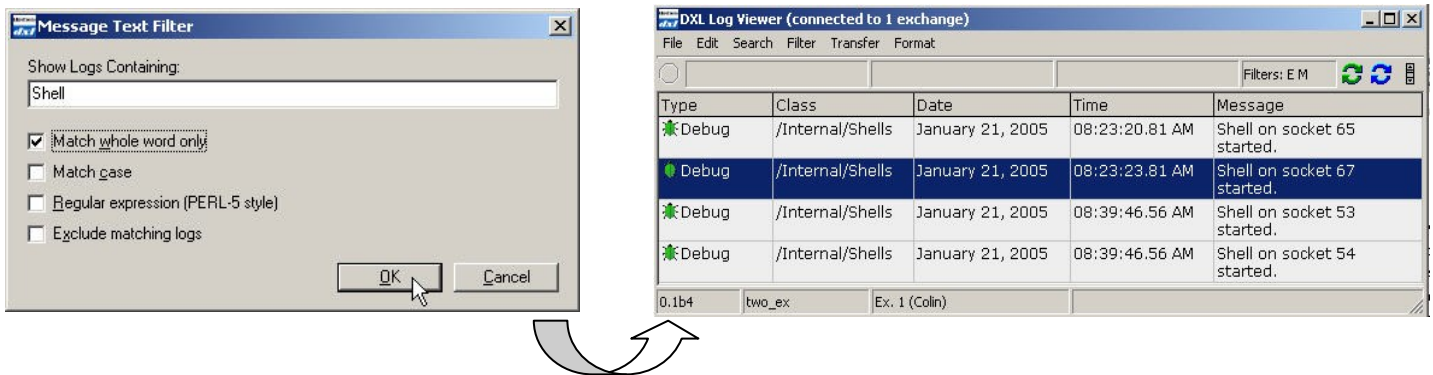 Message Text Filter
Show Logs Containing:
Shell
Match whole word only
Match case
Regular expression (PERL-5 style)
Exclude matching logs
OK Cancel
DXL Log Viewer (connected to 1 exchange)
File Edit Search Filter Transfer Format
Filters: E M
Type Class Date Time Message
Debug /Internal/Shells January 21, 2005 08:23:20.81 AM Shell on socket 65
started.
Debug /Internal/Shells January 21, 2005 08:23:23.81 AM Shell on socket 67
started.
Debug /Internal/Shells January 21, 2005 08:39:46.56 AM Shell on socket 53
started.
Debug /Internal/Shells January 21, 2005 08:39:46.56 AM Shell on socket 54
started.
0.1b4 two_ex Ex. 1 (Colin)